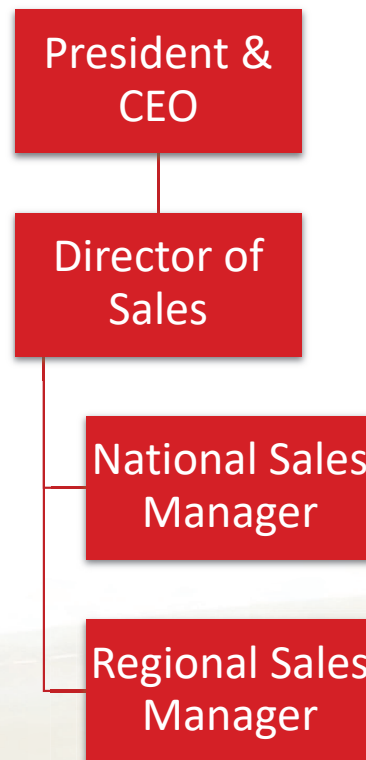 President &
CEO
Director of
Sales
National Sales
Manager
Regional Sales
Manager